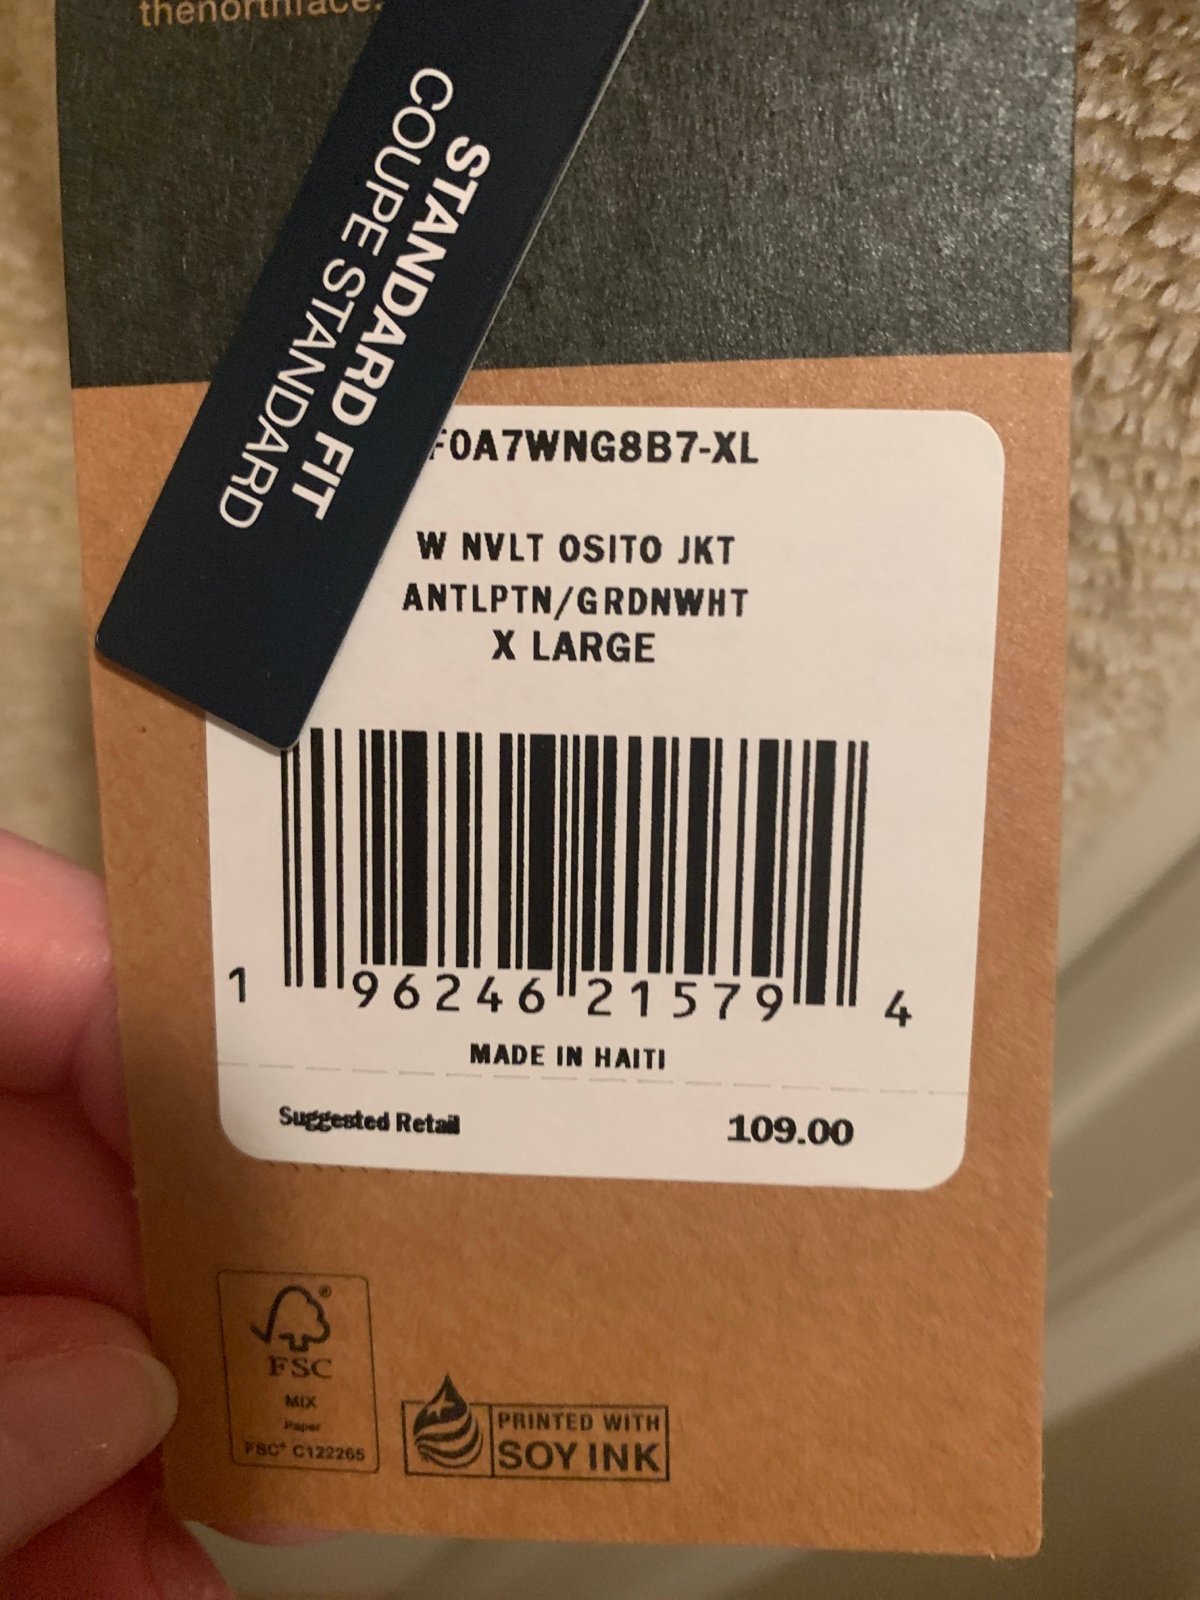 thenorthface.
STANDARD FIT
COUPE STANDARD
F0A7WNG8B7-XL
W NVLT OSITO JKT
ANTLPTN/GRDNWHT
X LARGE
1 96246 21579 4
MADE IN HAITI
Suggested Retail 109.00
FSC
MIX
Paper
FSC® C122265
PRINTED WITH
SOY INK